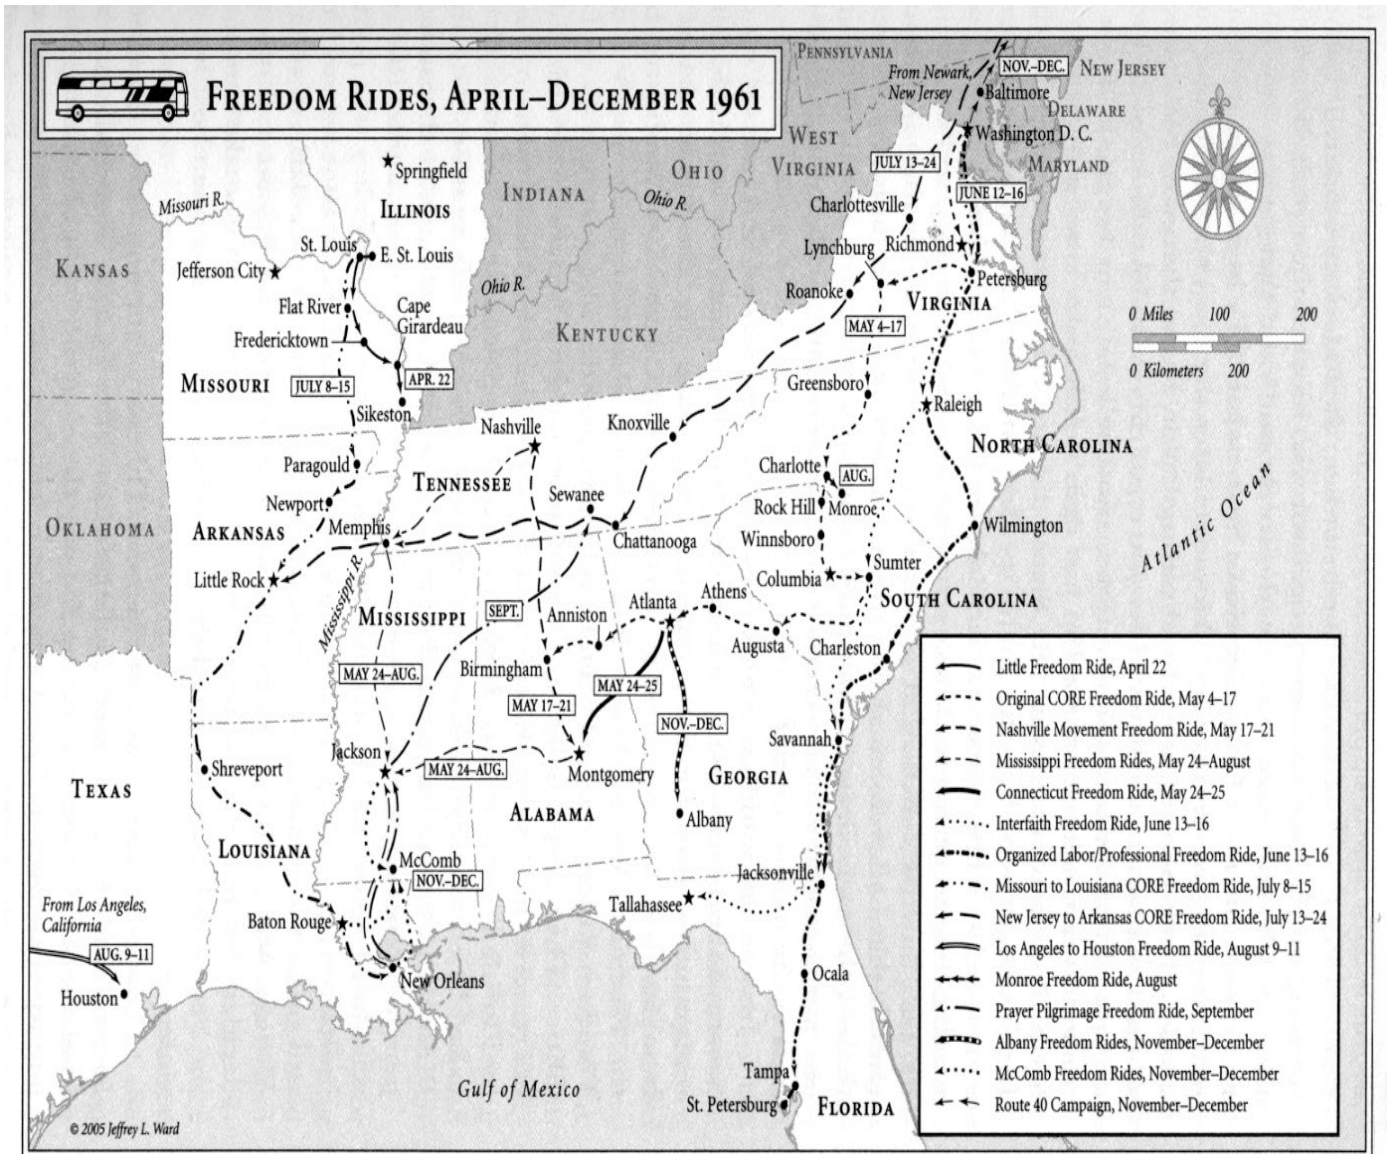 FREEDOM RIDES, APRIL–DECEMBER 1961
PENNSYLVANIA
From Newark,
New Jersey
NOV.–DEC.
NEW JERSEY
Baltimore
DELAWARE
Washington D. C.
MARYLAND
WEST
VIRGINIA
OHIO
INDIANA
Ohio R.
JULY 13–24
JUNE 12–16
Springfield
ILLINOIS
Missouri R.
KANSAS
St. Louis
E. St. Louis
Jefferson City
Charlottesville
Lynchburg
Richmond
Petersburg
Roanoke
VIRGINIA
MAY 4–17
Ohio R.
KENTUCKY
Flat River
Cape
Girardeau
Fredericktown
MISSOURI
JULY 8–15
APR. 22
Sikeston
0 Miles 100 200
0 Kilometers 200
Greensboro
Raleigh
NORTH CAROLINA
Nashville
Knoxville
Paragould
TENNESSEE
Sewanee
Charlotte
AUG.
Newport
Rock Hill
Monroe
OKLAHOMA
ARKANSAS
Memphis
Chattanooga
Winnsboro
Wilmington
Atlantic Ocean
Little Rock
Mississippi R.
Columbia
Sumter
SOUTH CAROLINA
MISSISSIPPI
SEPT.
Anniston
Atlanta
Athens
Augusta
Charleston
Birmingham
MAY 24–AUG.
MAY 24–25
MAY 17–21
NOV.–DEC.
Jackson
MAY 24–AUG.
Montgomery
Savannah
GEORGIA
Shreveport
TEXAS
ALABAMA
Albany
LOUISIANA
McComb
NOV.–DEC.
Jacksonville
Tallahassee
From Los Angeles,
California
Baton Rouge
AUG. 9–11
Houston
New Orleans
Ocala
Gulf of Mexico
Tampa
St. Petersburg
FLORIDA
© 2005 Jeffrey L. Ward
Little Freedom Ride, April 22
Original CORE Freedom Ride, May 4–17
Nashville Movement Freedom Ride, May 17–21
Mississippi Freedom Rides, May 24–August
Connecticut Freedom Ride, May 24–25
Interfaith Freedom Ride, June 13–16
Organized Labor/Professional Freedom Ride, June 13–16
Missouri to Louisiana CORE Freedom Ride, July 8–15
New Jersey to Arkansas CORE Freedom Ride, July 13–24
Los Angeles to Houston Freedom Ride, August 9–11
Monroe Freedom Ride, August
Prayer Pilgrimage Freedom Ride, September
Albany Freedom Rides, November–December
McComb Freedom Rides, November–December
Route 40 Campaign, November–December